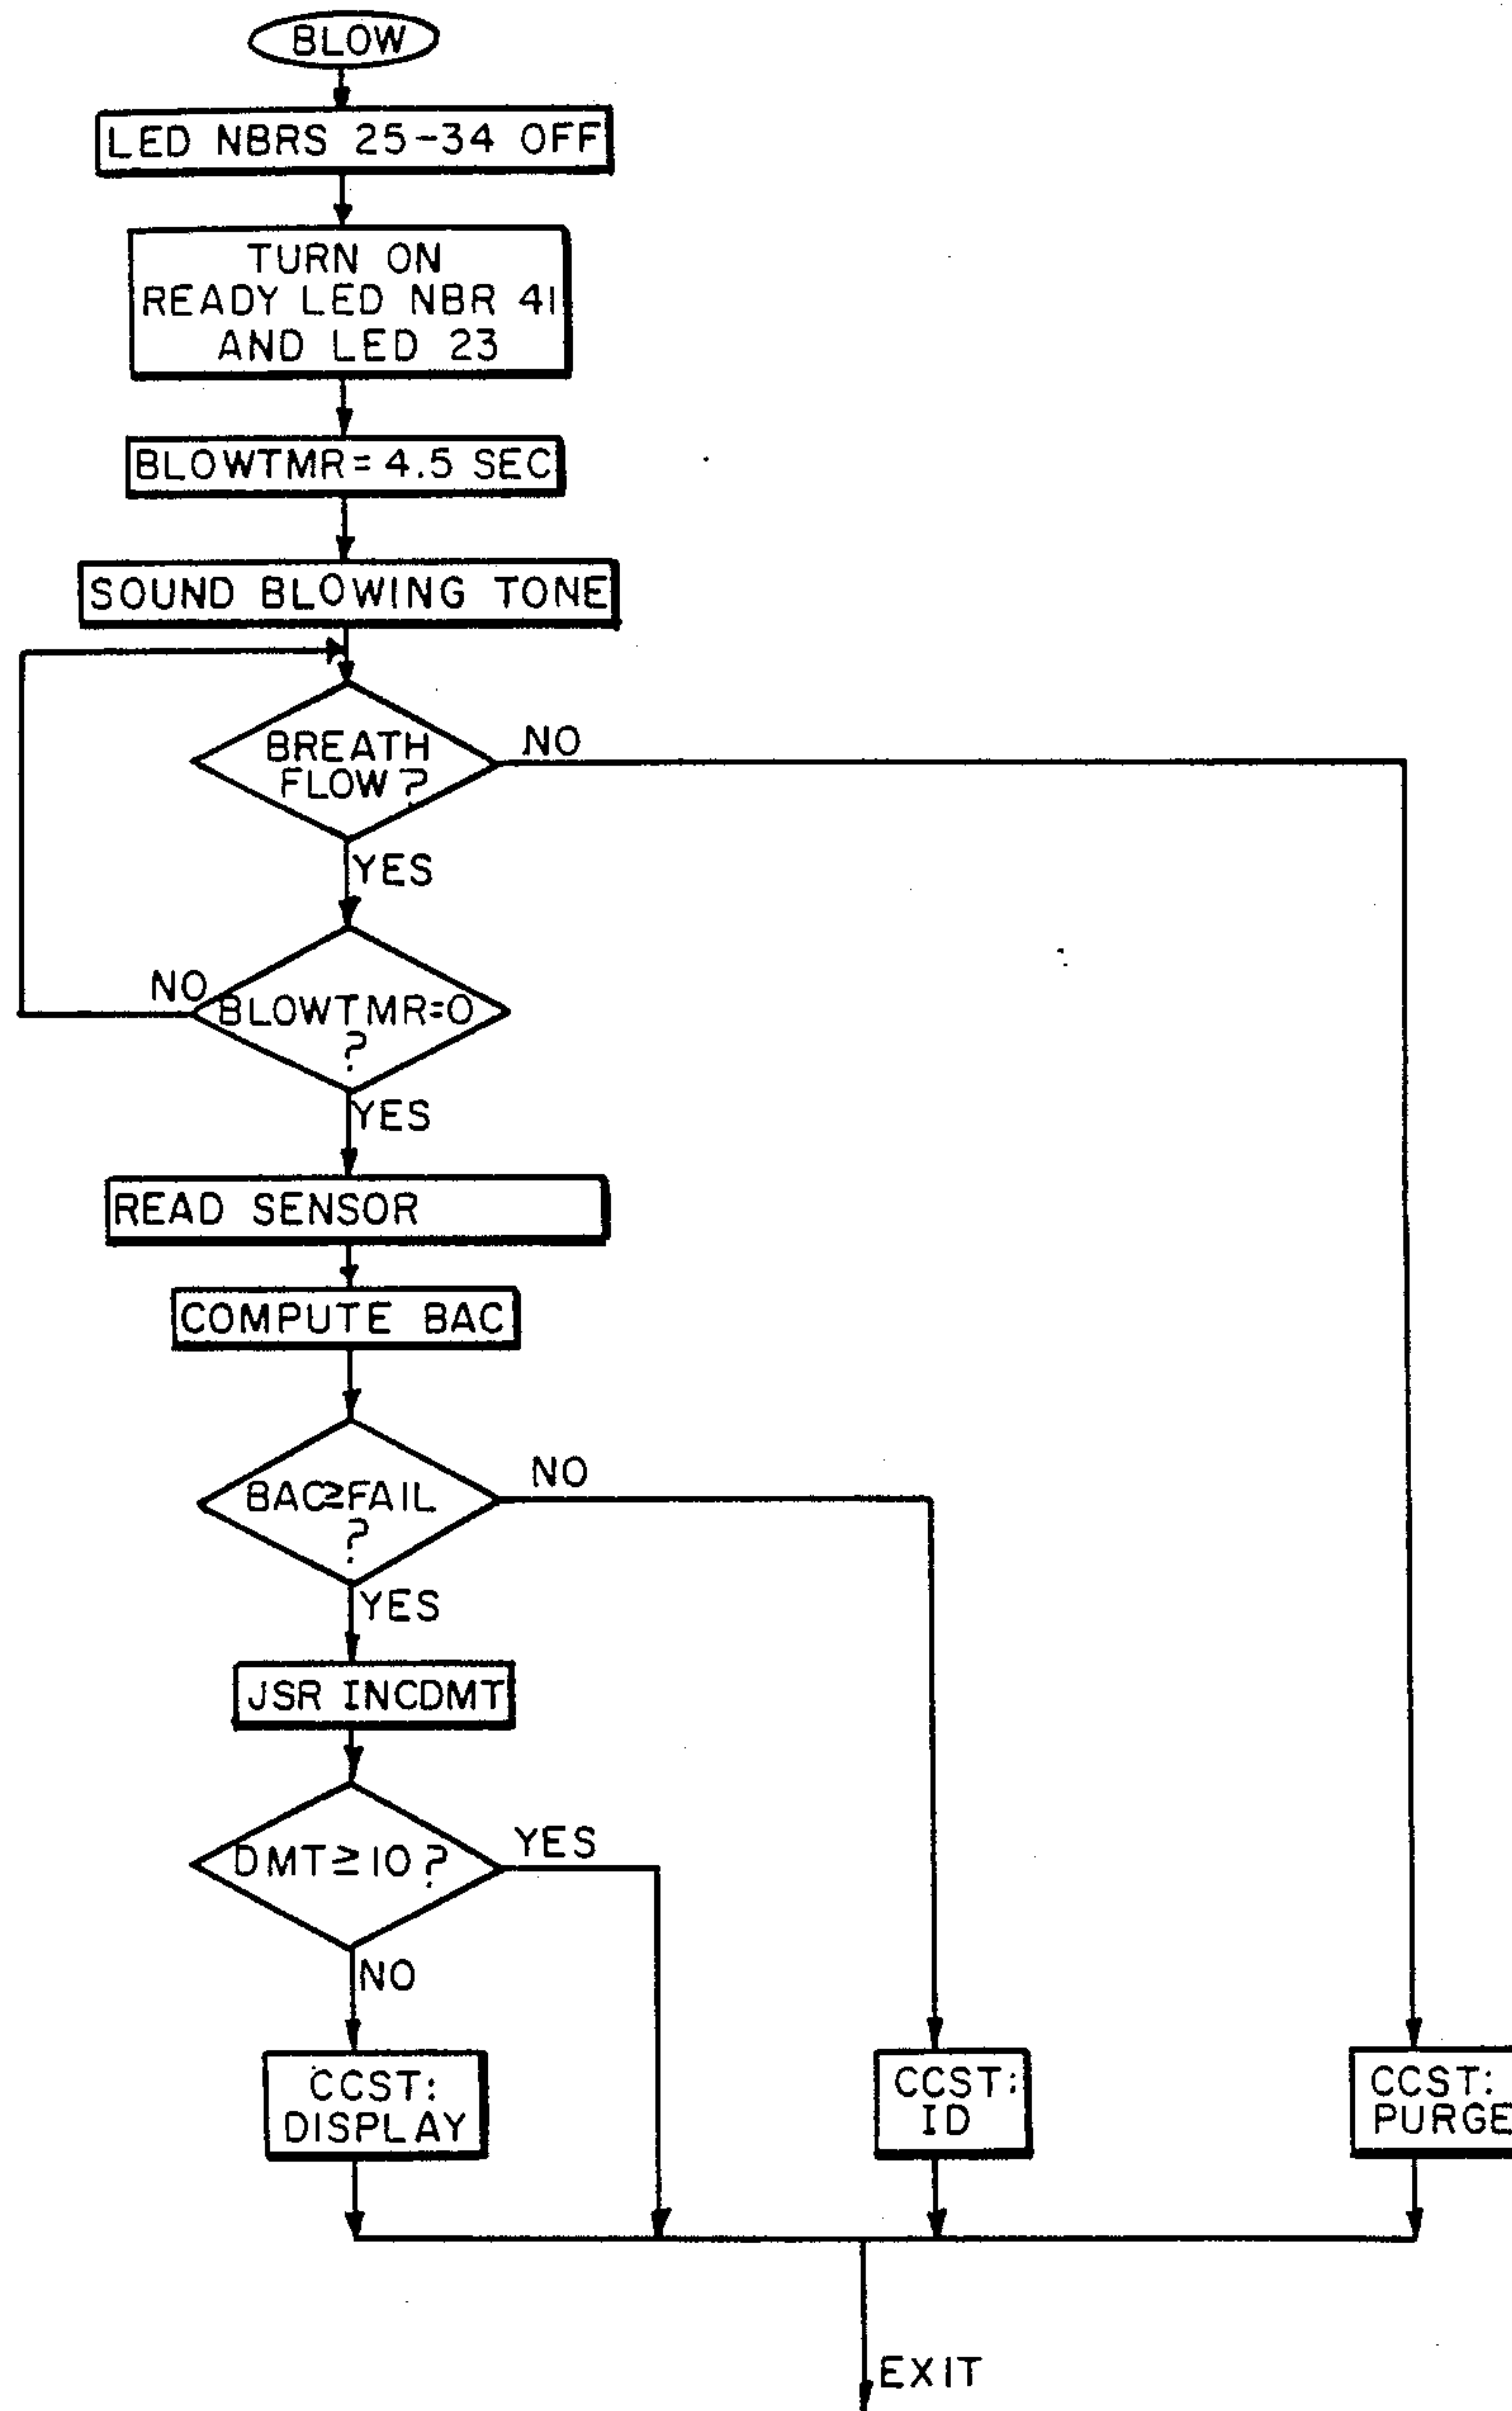 BLOW
LED NBRS 25-34 OFF
TURN ON
READY LED NBR 41
AND LED 23
BLOWTMR = 4.5 SEC
SOUND BLOWING TONE
BREATH
FLOW?
NO
YES
NO
BLOWTMR=0
?
YES
READ SENSOR
COMPUTE BAC
BAC≥FAIL
?
NO
YES
JSR INCDMT
DMT≥10?
YES
NO
CCST:
DISPLAY
CCST:
ID
CCST:
PURGE
EXIT